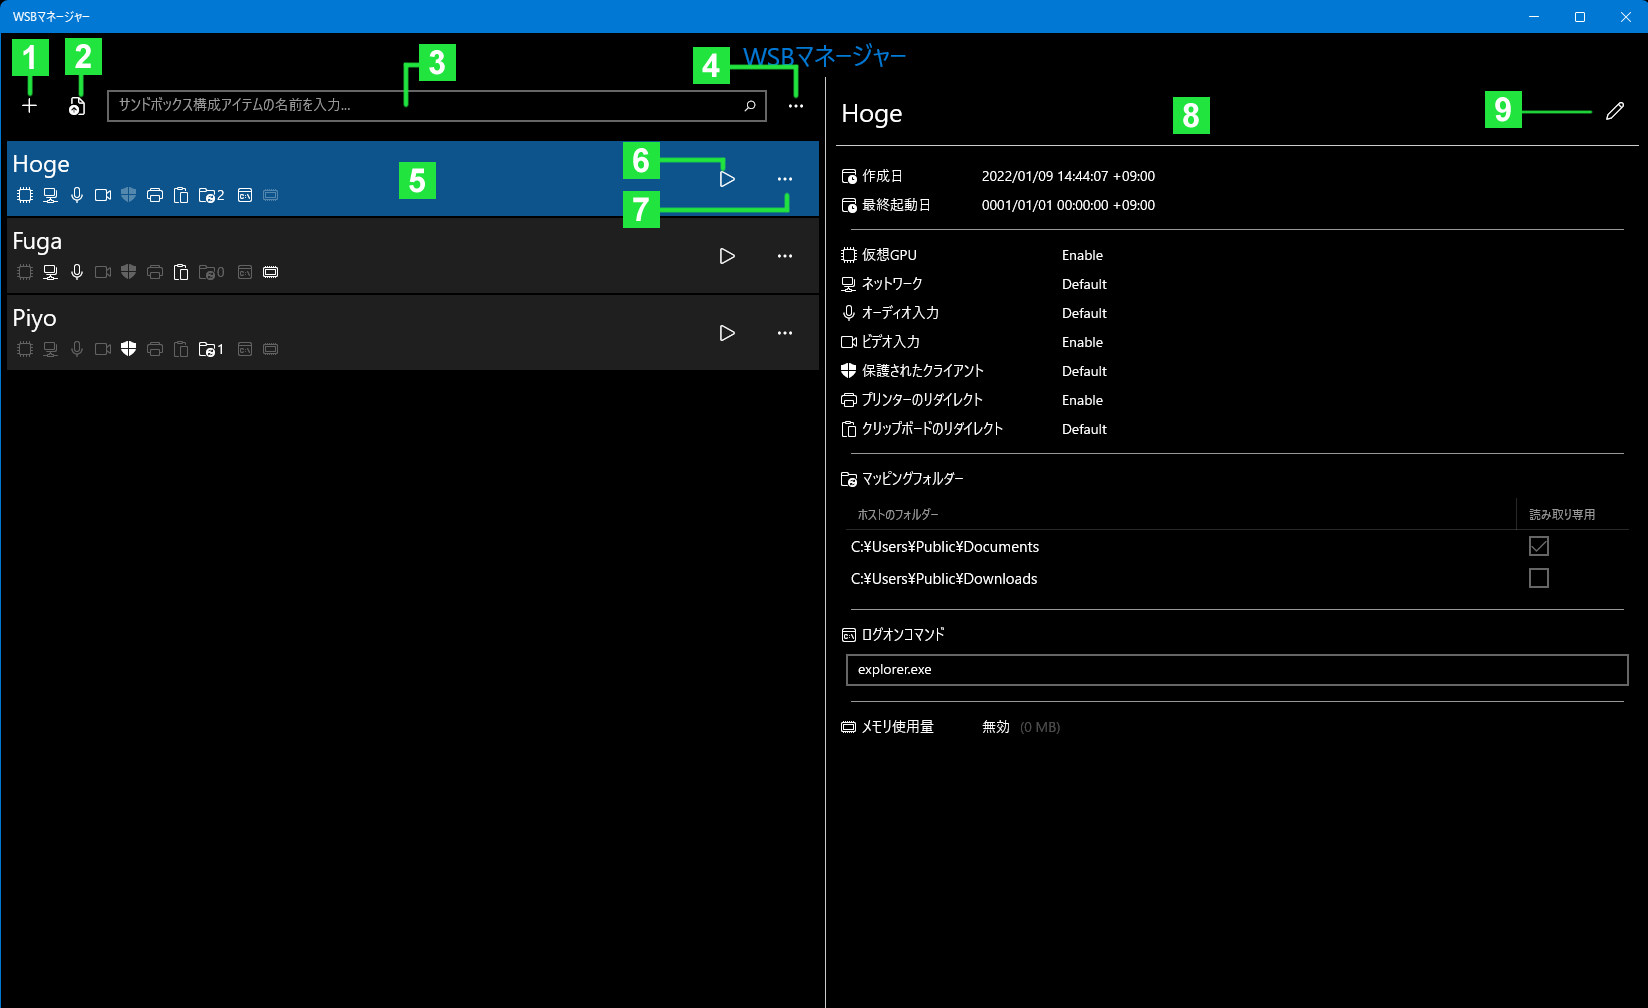 WSBマネージャー
WSBマネージャー
1
2
3
4
サンドボックス構成アイテムの名前を入力...
Hoge
5
6
7
2
Fuga
0
Piyo
1
Hoge
8
9
作成日 2022/01/09 14:44:07 +09:00
最終起動日 0001/01/01 00:00:00 +09:00
仮想GPU Enable
ネットワーク Default
オーディオ入力 Default
ビデオ入力 Enable
保護されたクライアント Default
プリンターのリダイレクト Enable
クリップボードのリダイレクト Default
マッピングフォルダー
ホストのフォルダー 読み取り専用
C:¥Users¥Public¥Documents
C:¥Users¥Public¥Downloads
ログオンコマンド
explorer.exe
メモリ使用量 無効 (0 MB)